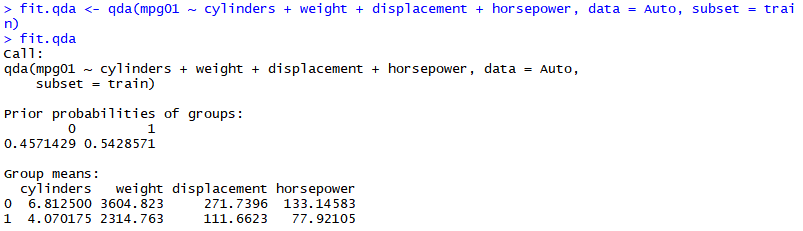 > fit.qda <- qda(mpg01 ~ cylinders + weight + displacement + horsepower, data = Auto, subset = trai
n)
> fit.qda
Call:
qda(mpg01 ~ cylinders + weight + displacement + horsepower, data = Auto,
    subset = train)

Prior probabilities of groups:
        0         1
0.4571429 0.5428571

Group means:
  cylinders   weight displacement horsepower
0  6.812500 3604.823     271.7396  133.14583
1  4.070175 2314.763     111.6623   77.92105